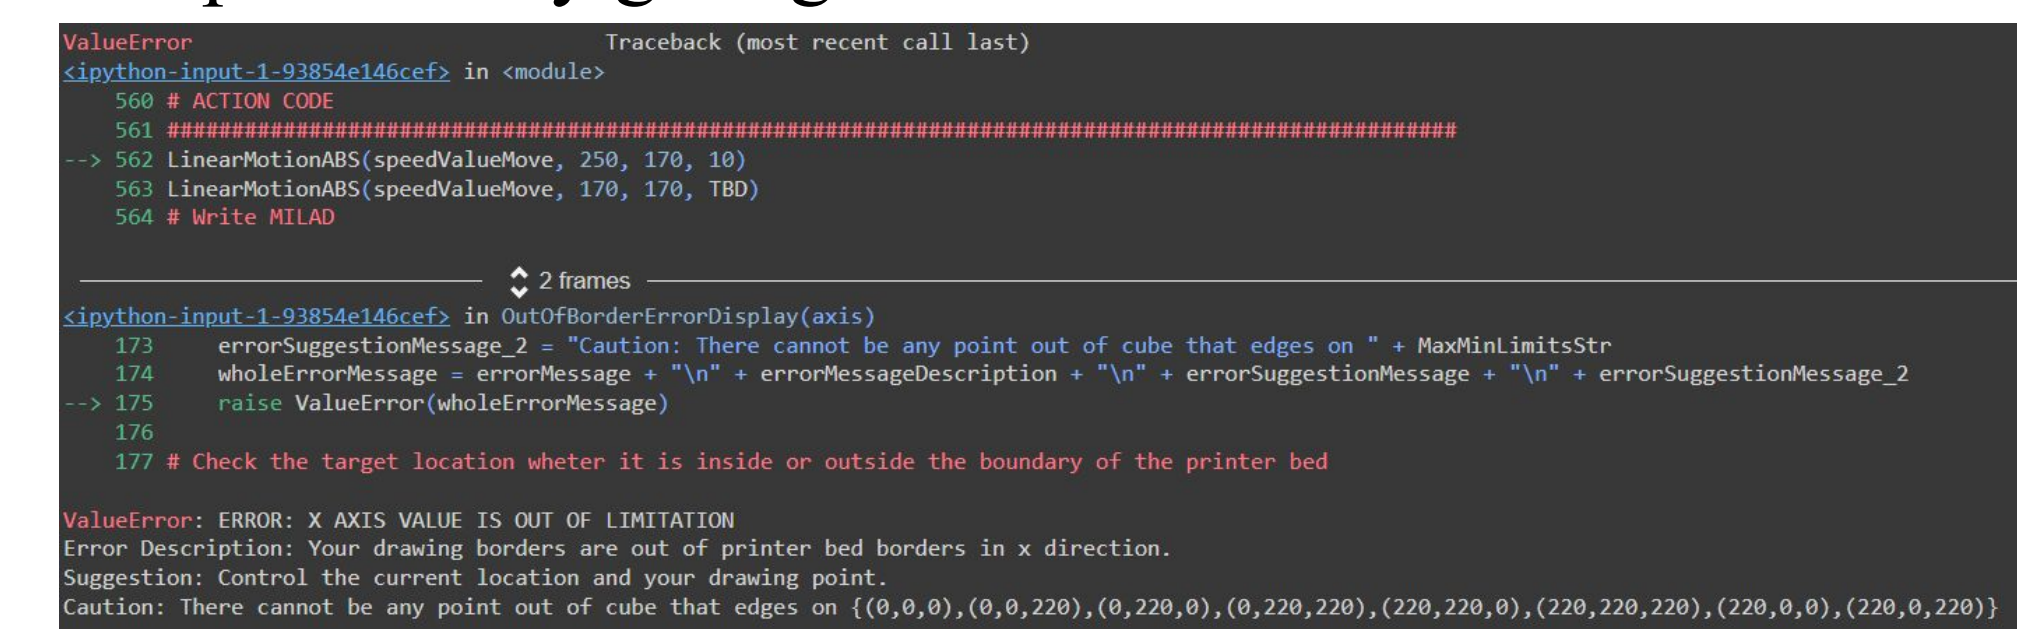 ValueError                                Traceback (most recent call last)
<ipython-input-1-93854e146cef> in <module>
    560 # ACTION CODE
    561 ####################################################################################################
--> 562 LinearMotionABS(speedValueMove, 250, 170, 10)
    563 LinearMotionABS(speedValueMove, 170, 170, TBD)
    564 # Write MILAD
2 frames
<ipython-input-1-93854e146cef> in OutOfBorderErrorDisplay(axis)
    173     errorSuggestionMessage_2 = "Caution: There cannot be any point out of cube that edges on " + MaxMinLimitsStr
    174     wholeErrorMessage = errorMessage + "\n" + errorMessageDescription + "\n" + errorSuggestionMessage + "\n" + errorSuggestionMessage_2
--> 175     raise ValueError(wholeErrorMessage)
    176
    177 # Check the target location wheter it is inside or outside the boundary of the printer bed
ValueError: ERROR: X AXIS VALUE IS OUT OF LIMITATION
Error Description: Your drawing borders are out of printer bed borders in x direction.
Suggestion: Control the current location and your drawing point.
Caution: There cannot be any point out of cube that edges on {(0,0,0),(0,0,220),(0,220,0),(0,220,220),(220,220,0),(220,220,220),(220,0,0),(220,0,220)}